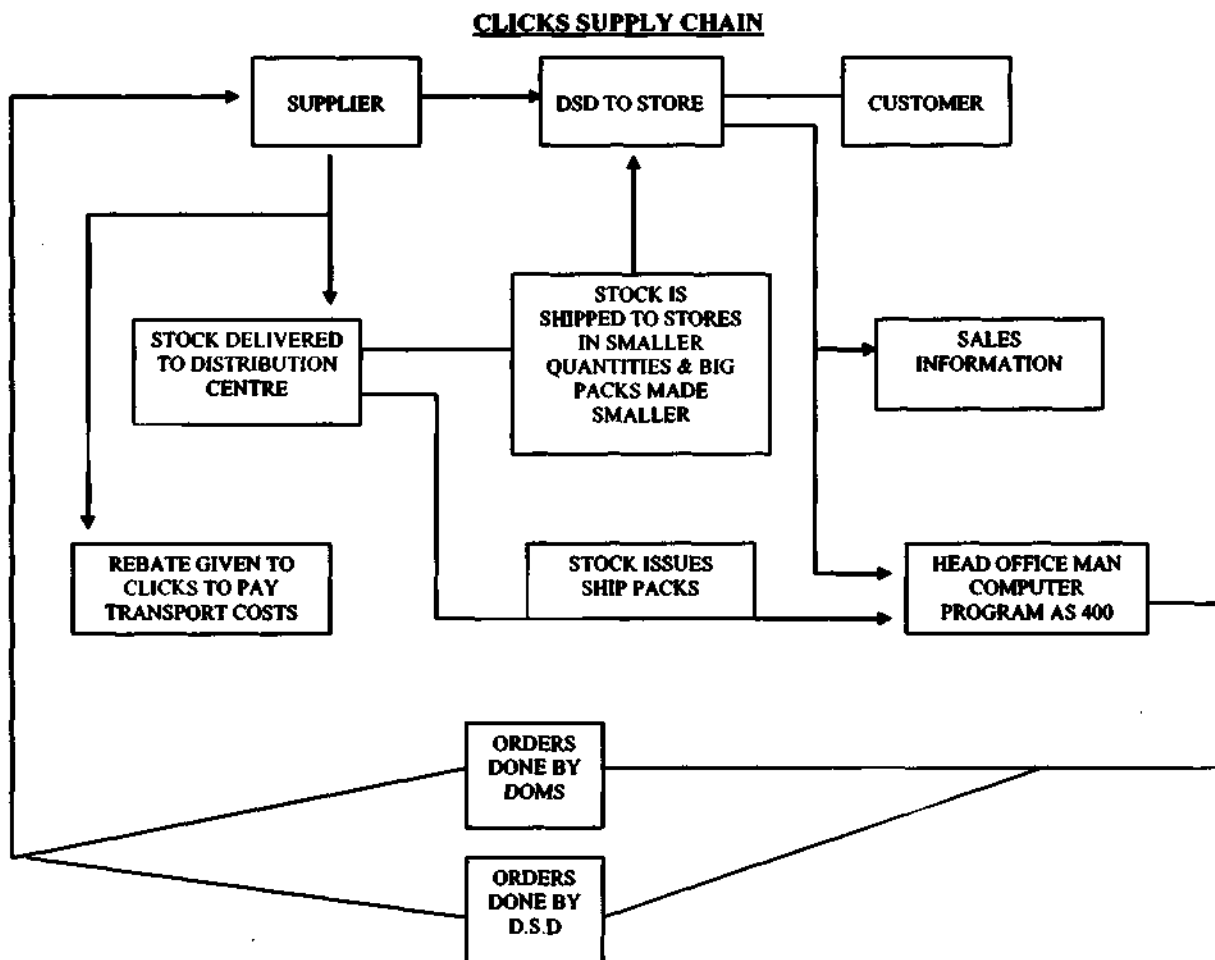 CLICKS SUPPLY CHAIN
SUPPLIER
DSD TO STORE
CUSTOMER
STOCK DELIVERED
TO DISTRIBUTION
CENTRE
STOCK IS
SHIPPED TO STORES
IN SMALLER
QUANTITIES & BIG
PACKS MADE
SMALLER
SALES
INFORMATION
REBATE GIVEN TO
CLICKS TO PAY
TRANSPORT COSTS
STOCK ISSUES
SHIP PACKS
HEAD OFFICE MAN
COMPUTER
PROGRAM AS 400
ORDERS
DONE BY
DOMS
ORDERS
DONE BY
D.S.D